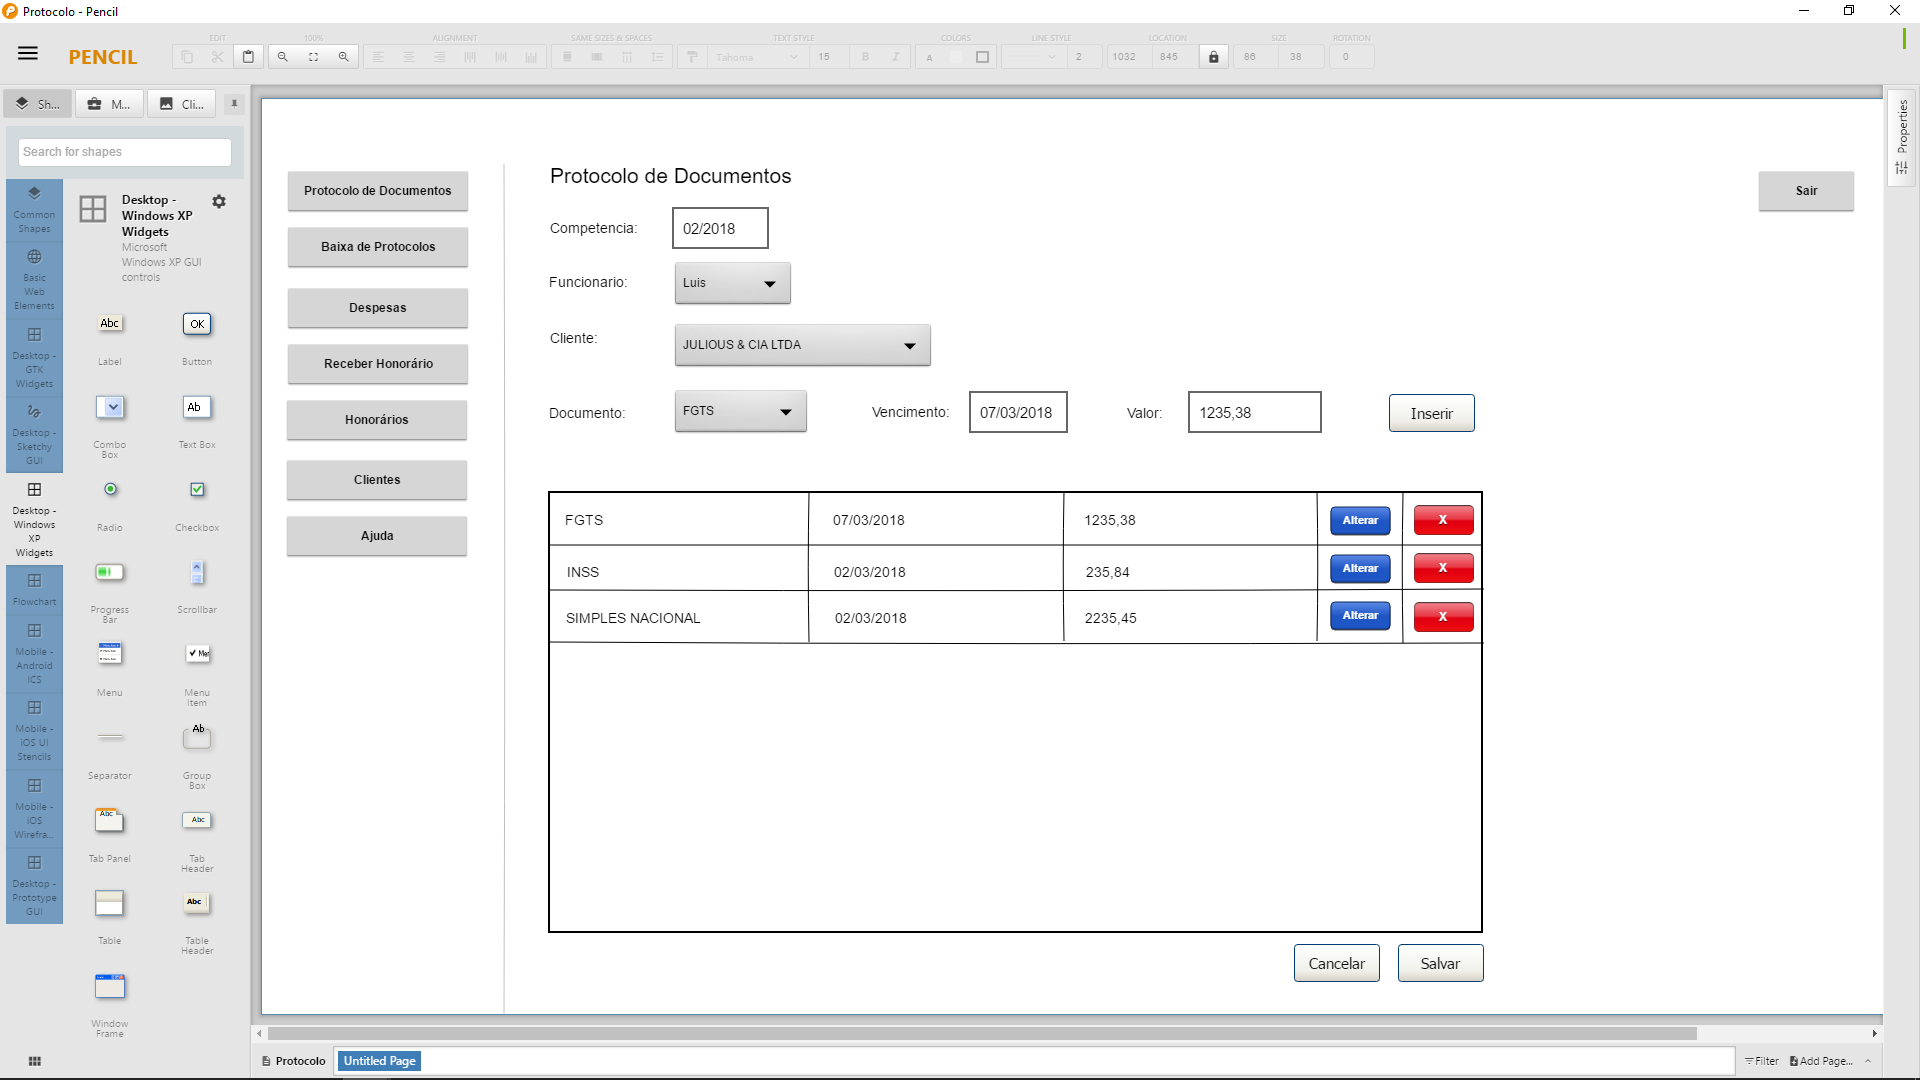 Protocolo - Pencil
EDIT
100%
ALIGNMENT
SAME SIZES & SPACES
TEXT STYLE
COLORS
LINE STYLE
LOCATION
SIZE
ROTATION
PENCIL
Tahoma
15
B
I
A
2
1032
845
86
38
0
Sh...
M...
Cli...
Properties
Search for shapes
Common
Shapes
Basic
Web
Elements
Desktop -
GTK
Widgets
Desktop -
Sketchy
GUI
Desktop -
Windows
XP
Widgets
Flowchart
Mobile -
Android
ICS
Mobile -
iOS UI
Stencils
Mobile -
iOS
Wirefra...
Desktop -
Prototype
GUI
Desktop -
Windows XP
Widgets
Microsoft
Windows XP GUI
controls
Abc
OK
Label
Button
Ab
Combo
Box
Text Box
Radio
Checkbox
Progress
Bar
Scrollbar
Menu
Menu
Item
Ab
Separator
Group
Box
Abc
Abc
Tab Panel
Tab
Header
Abc
Table
Table
Header
Window
Frame
Protocolo de Documentos
Baixa de Protocolos
Despesas
Receber Honorário
Honorários
Clientes
Ajuda
Protocolo de Documentos
Sair
Competencia:
02/2018
Funcionario:
Luis
Cliente:
JULIOUS & CIA LTDA
Documento:
FGTS
Vencimento:
07/03/2018
Valor:
1235,38
Inserir
FGTS
07/03/2018
1235,38
Alterar
X
INSS
02/03/2018
235,84
Alterar
X
SIMPLES NACIONAL
02/03/2018
2235,45
Alterar
X
Cancelar
Salvar
Protocolo
Untitled Page
Filter
Add Page...